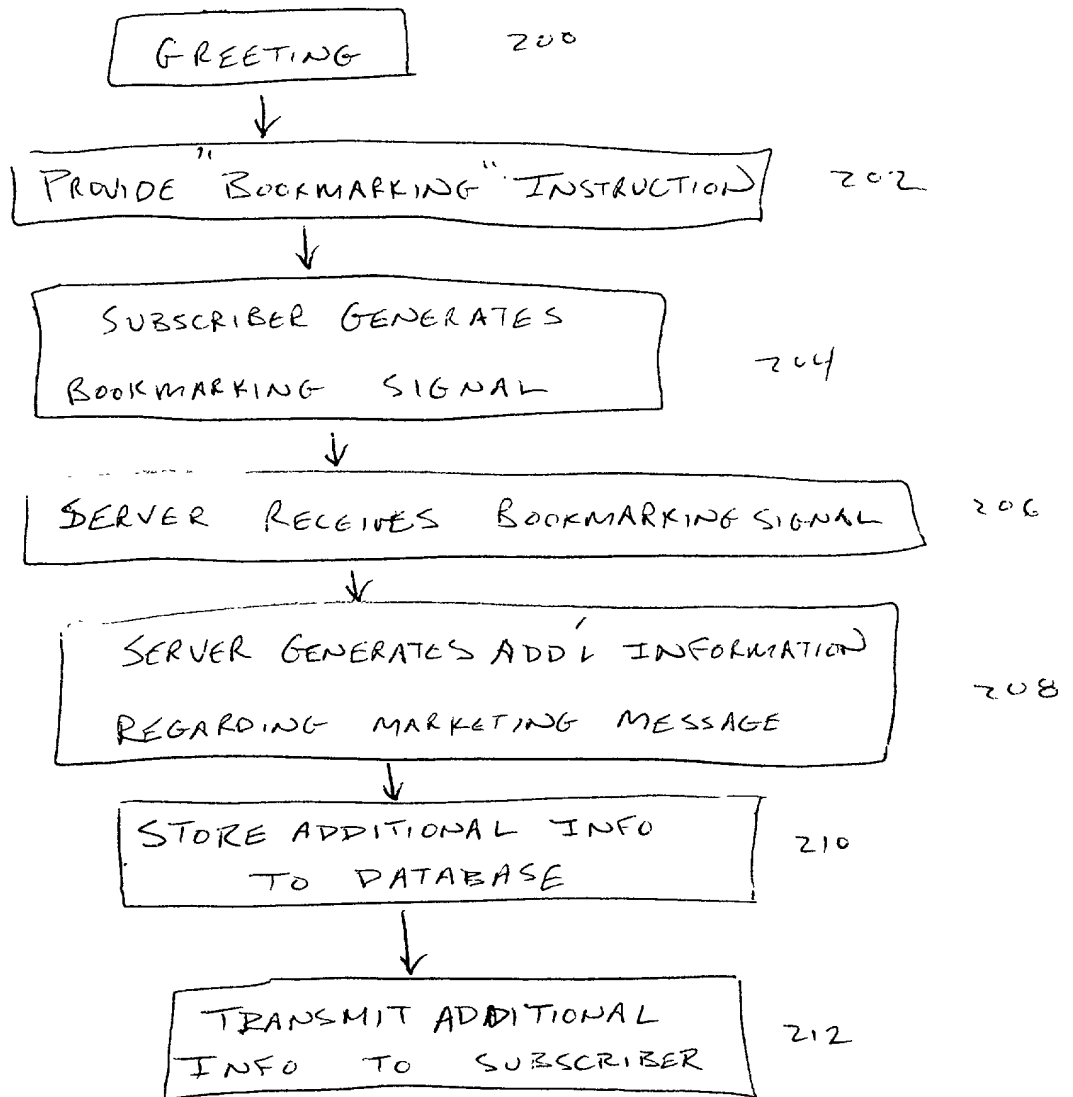 GREETING 200
PROVIDE "BOOKMARKING" INSTRUCTION 202
SUBSCRIBER GENERATES
BOOKMARKING SIGNAL 204
SERVER RECEIVES BOOKMARKING SIGNAL 206
SERVER GENERATES ADD'L INFORMATION
REGARDING MARKETING MESSAGE 208
STORE ADDITIONAL INFO 210
TO DATABASE
TRANSMIT ADDITIONAL
INFO TO SUBSCRIBER 212